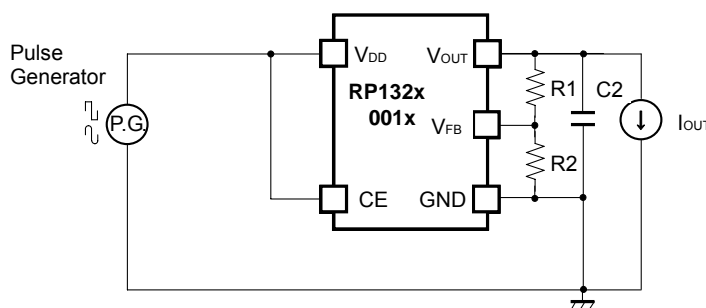 Pulse
Generator
P.G.
VDD
VOUT
RP132x
001x
VFB
CE
GND
R1
R2
C2
IOUT